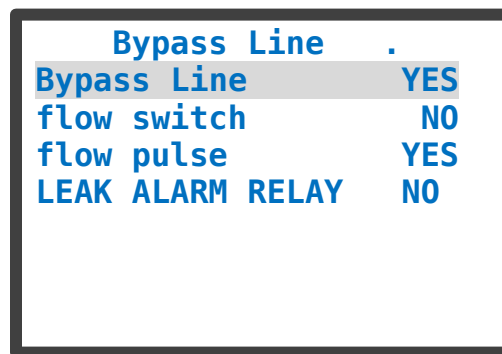 Bypass Line .
Bypass Line YES
flow switch NO
flow pulse YES
LEAK ALARM RELAY NO